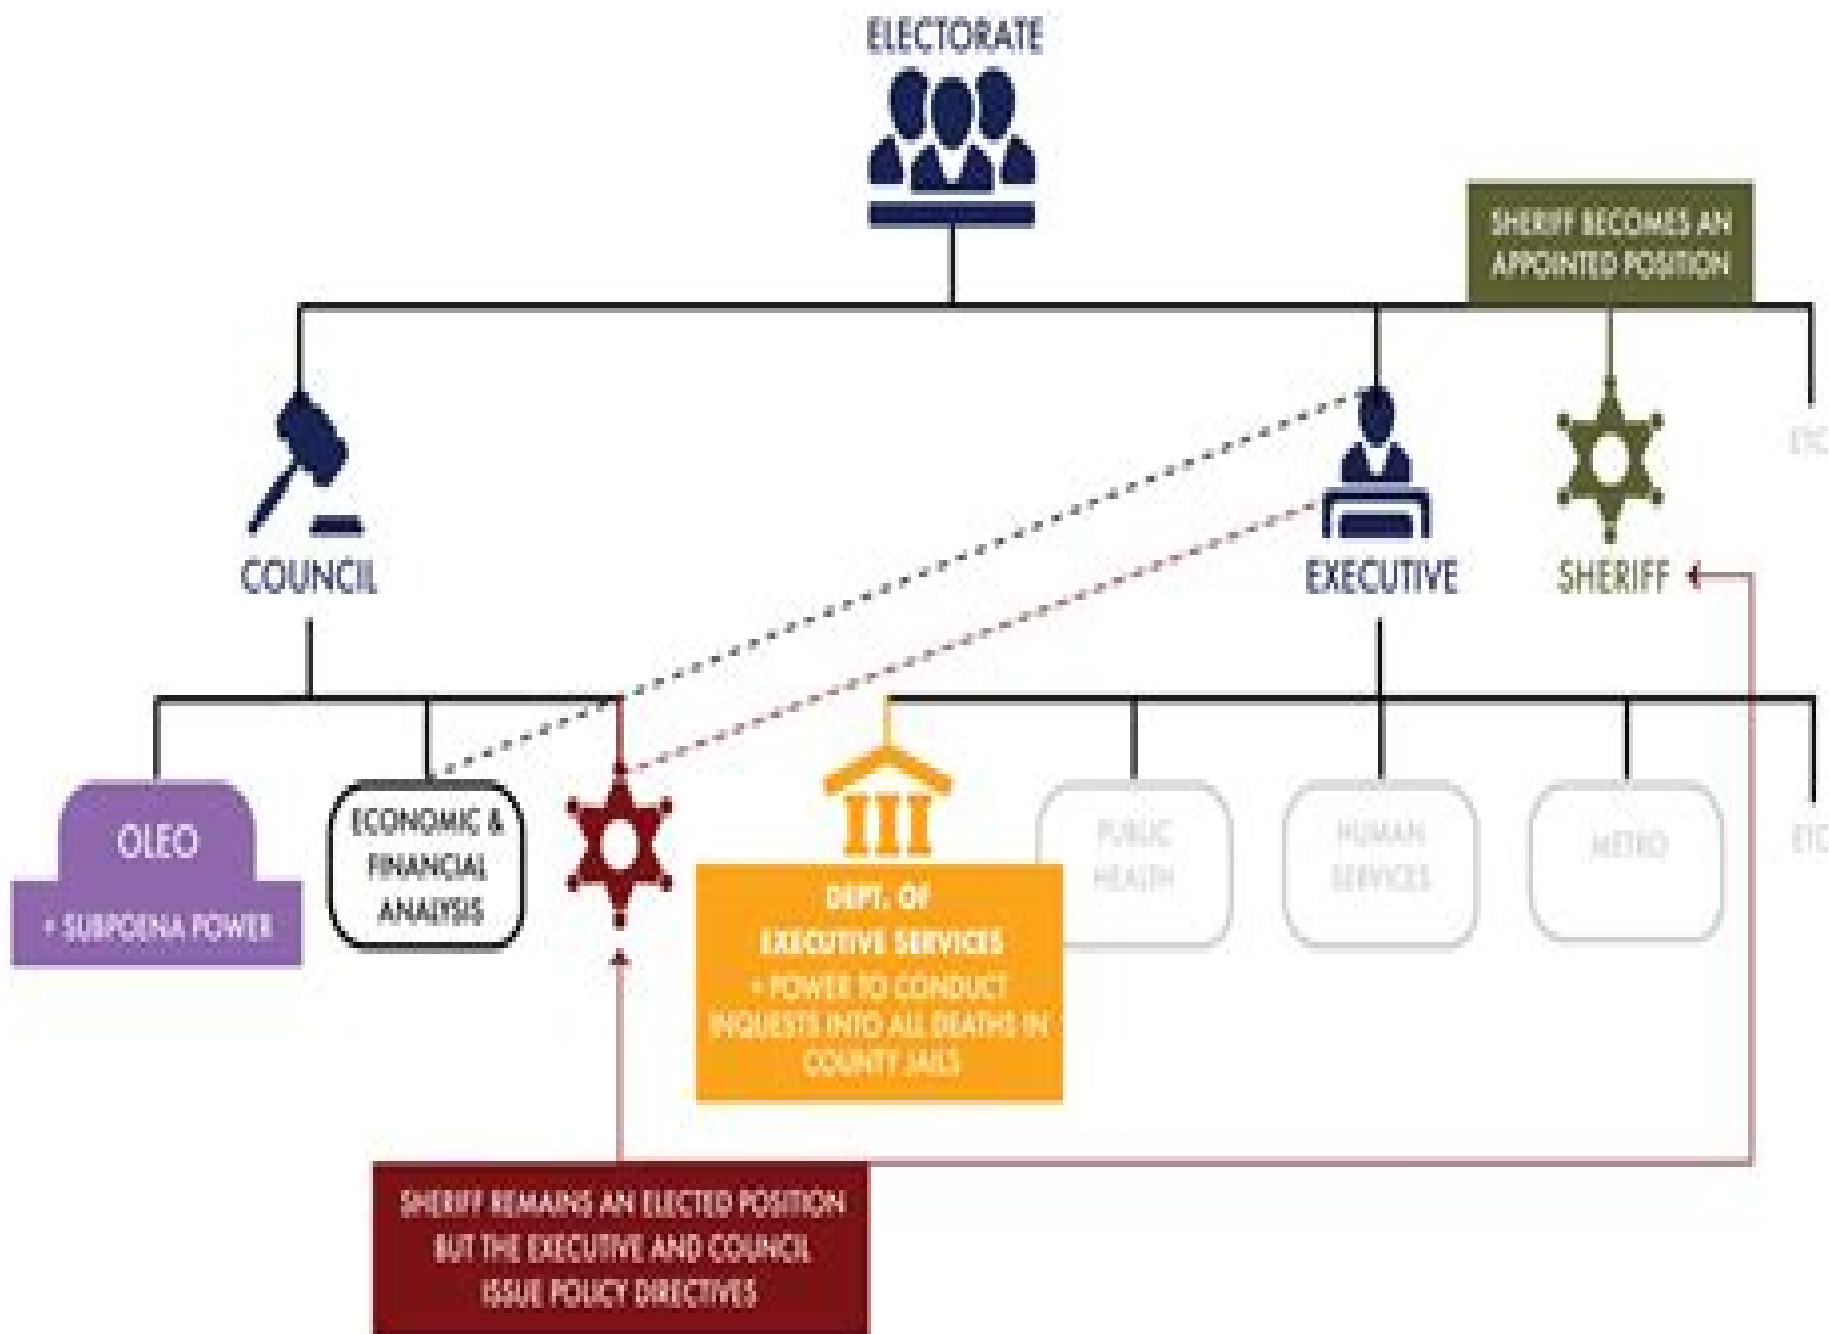 ELECTORATE
SHERIFF BECOMES AN
APPOINTED POSITION
ETC
COUNCIL
EXECUTIVE
SHERIFF
OLEO
+ SUBPOENA POWER
ECONOMIC &
FINANCIAL
ANALYSIS
DEPT. OF
EXECUTIVE SERVICES
+ POWER TO CONDUCT
INQUESTS INTO ALL DEATHS IN
COUNTY JAILS
PUBLIC
HEALTH
HUMAN
SERVICES
METRO
ETC
SHERIFF REMAINS AN ELECTED POSITION
BUT THE EXECUTIVE AND COUNCIL
ISSUE POLICY DIRECTIVES